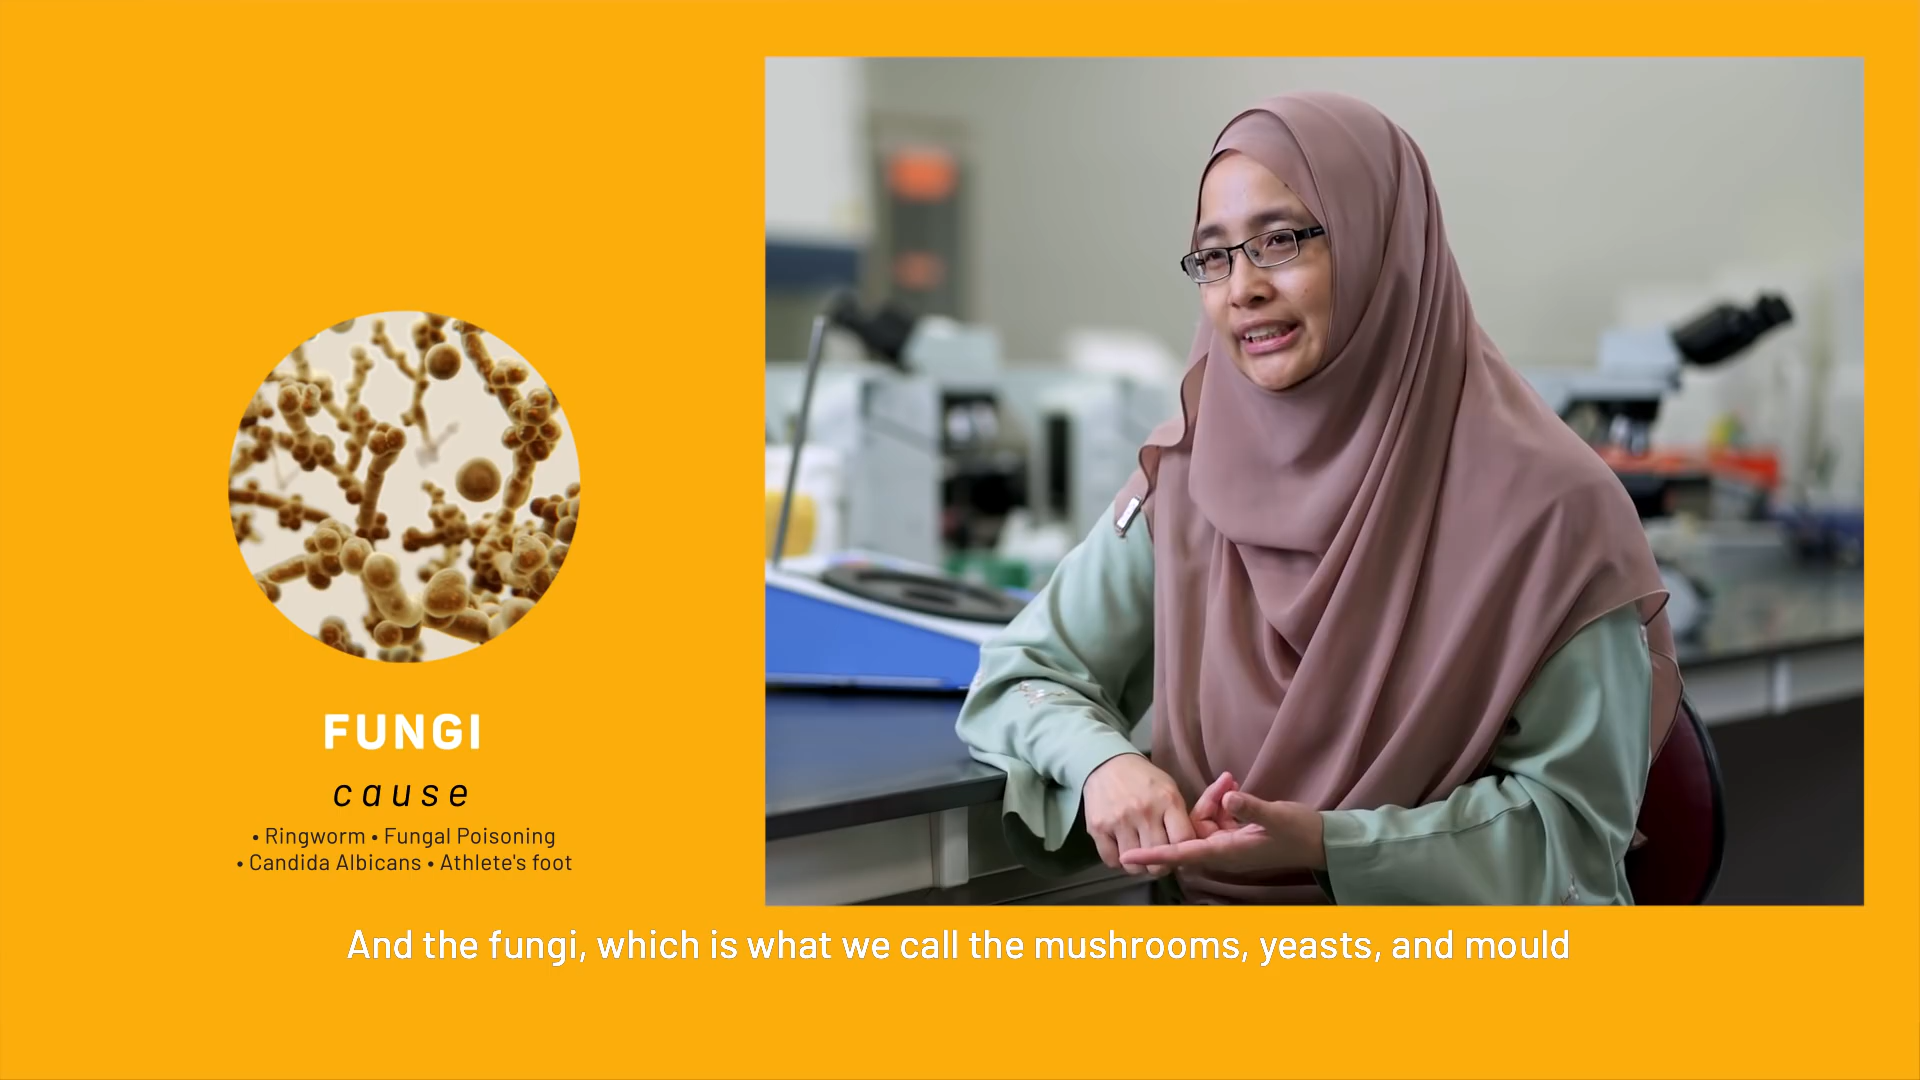 FUNGI
cause
• Ringworm • Fungal Poisoning
• Candida Albicans • Athlete's foot
And the fungi, which is what we call the mushrooms, yeasts, and mould